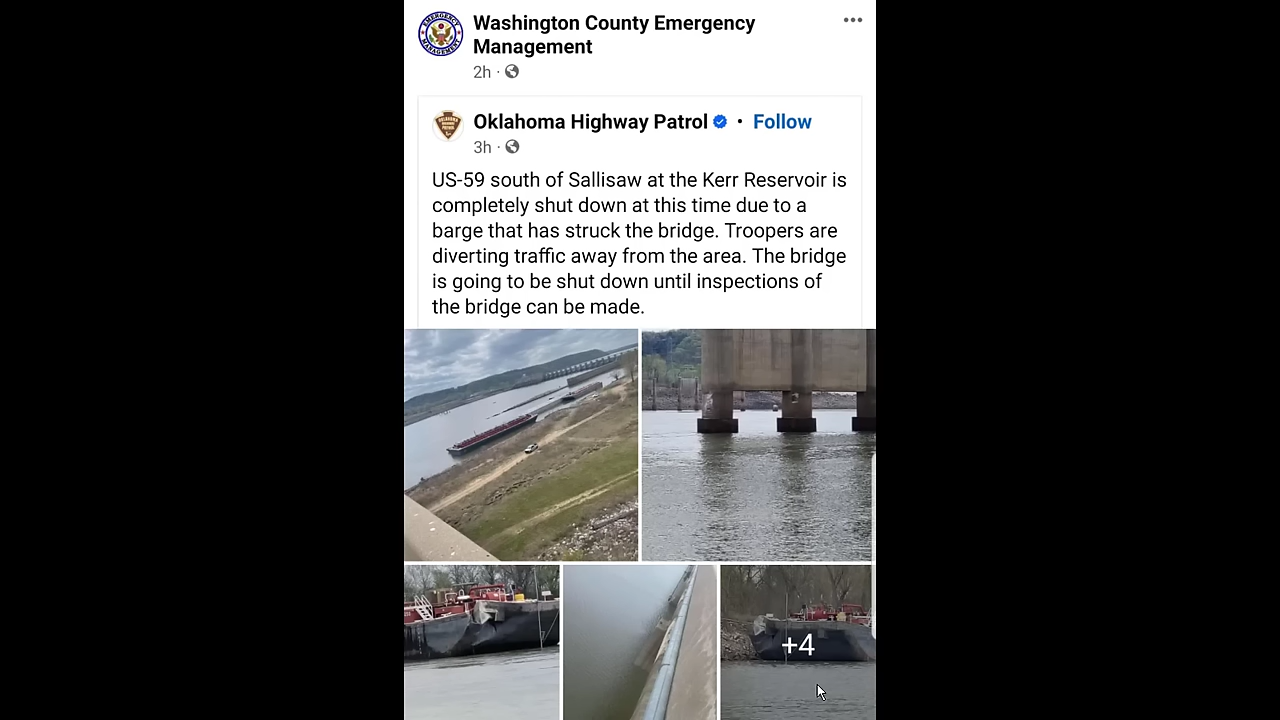 Washington County Emergency
Management
2h ·
Oklahoma Highway Patrol · Follow
3h ·
US-59 south of Sallisaw at the Kerr Reservoir is
completely shut down at this time due to a
barge that has struck the bridge. Troopers are
diverting traffic away from the area. The bridge
is going to be shut down until inspections of
the bridge can be made.
+4